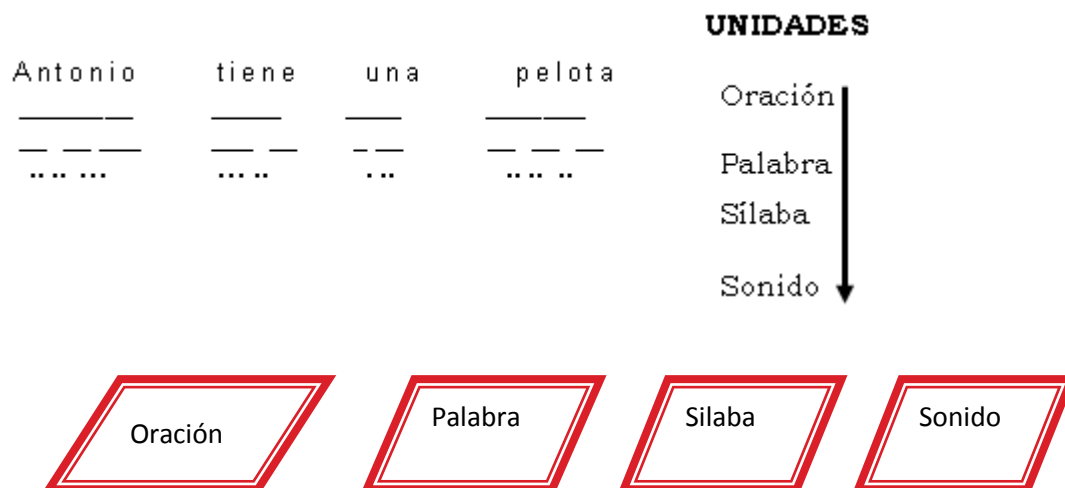 UNIDADES
Antonio tiene una pelota
Oración
Palabra
Sílaba
Sonido
Oración
Palabra
Silaba
Sonido